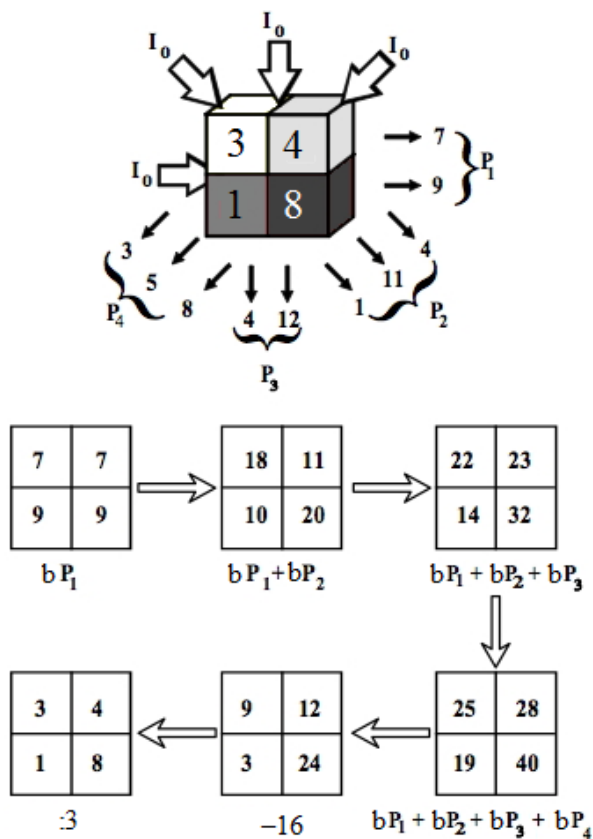 I₀ I₀ I₀
3 4 7
I₀ 1 8 9 P₁
3 5 8 4 12 1 11 4
P₄ P₃ P₂
7 7 18 11 22 23
9 9 10 20 14 32
bP₁ bP₁+bP₂ bP₁ + bP₂ + bP₃
3 4 9 12 25 28
1 8 3 24 19 40
:3 −16 bP₁ + bP₂ + bP₃ + bP₄